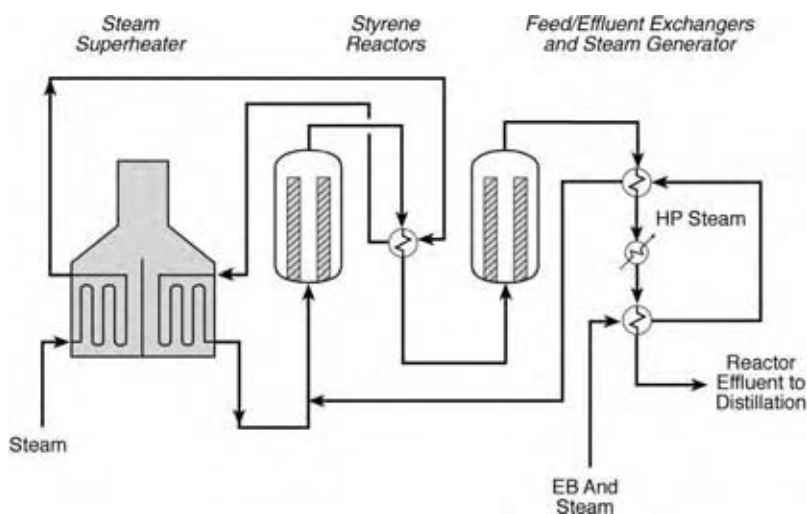 Steam
Superheater
Styrene
Reactors
Feed/Effluent Exchangers
and Steam Generator
HP Steam
Reactor
Effluent to
Distillation
Steam
EB And
Steam